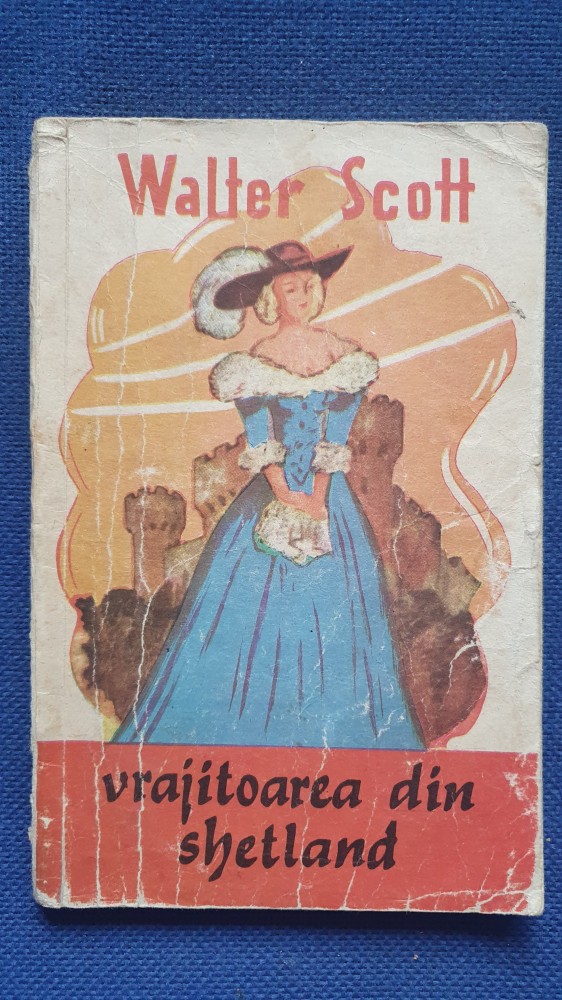 Walter Scott
vrajitoarea din
shetland